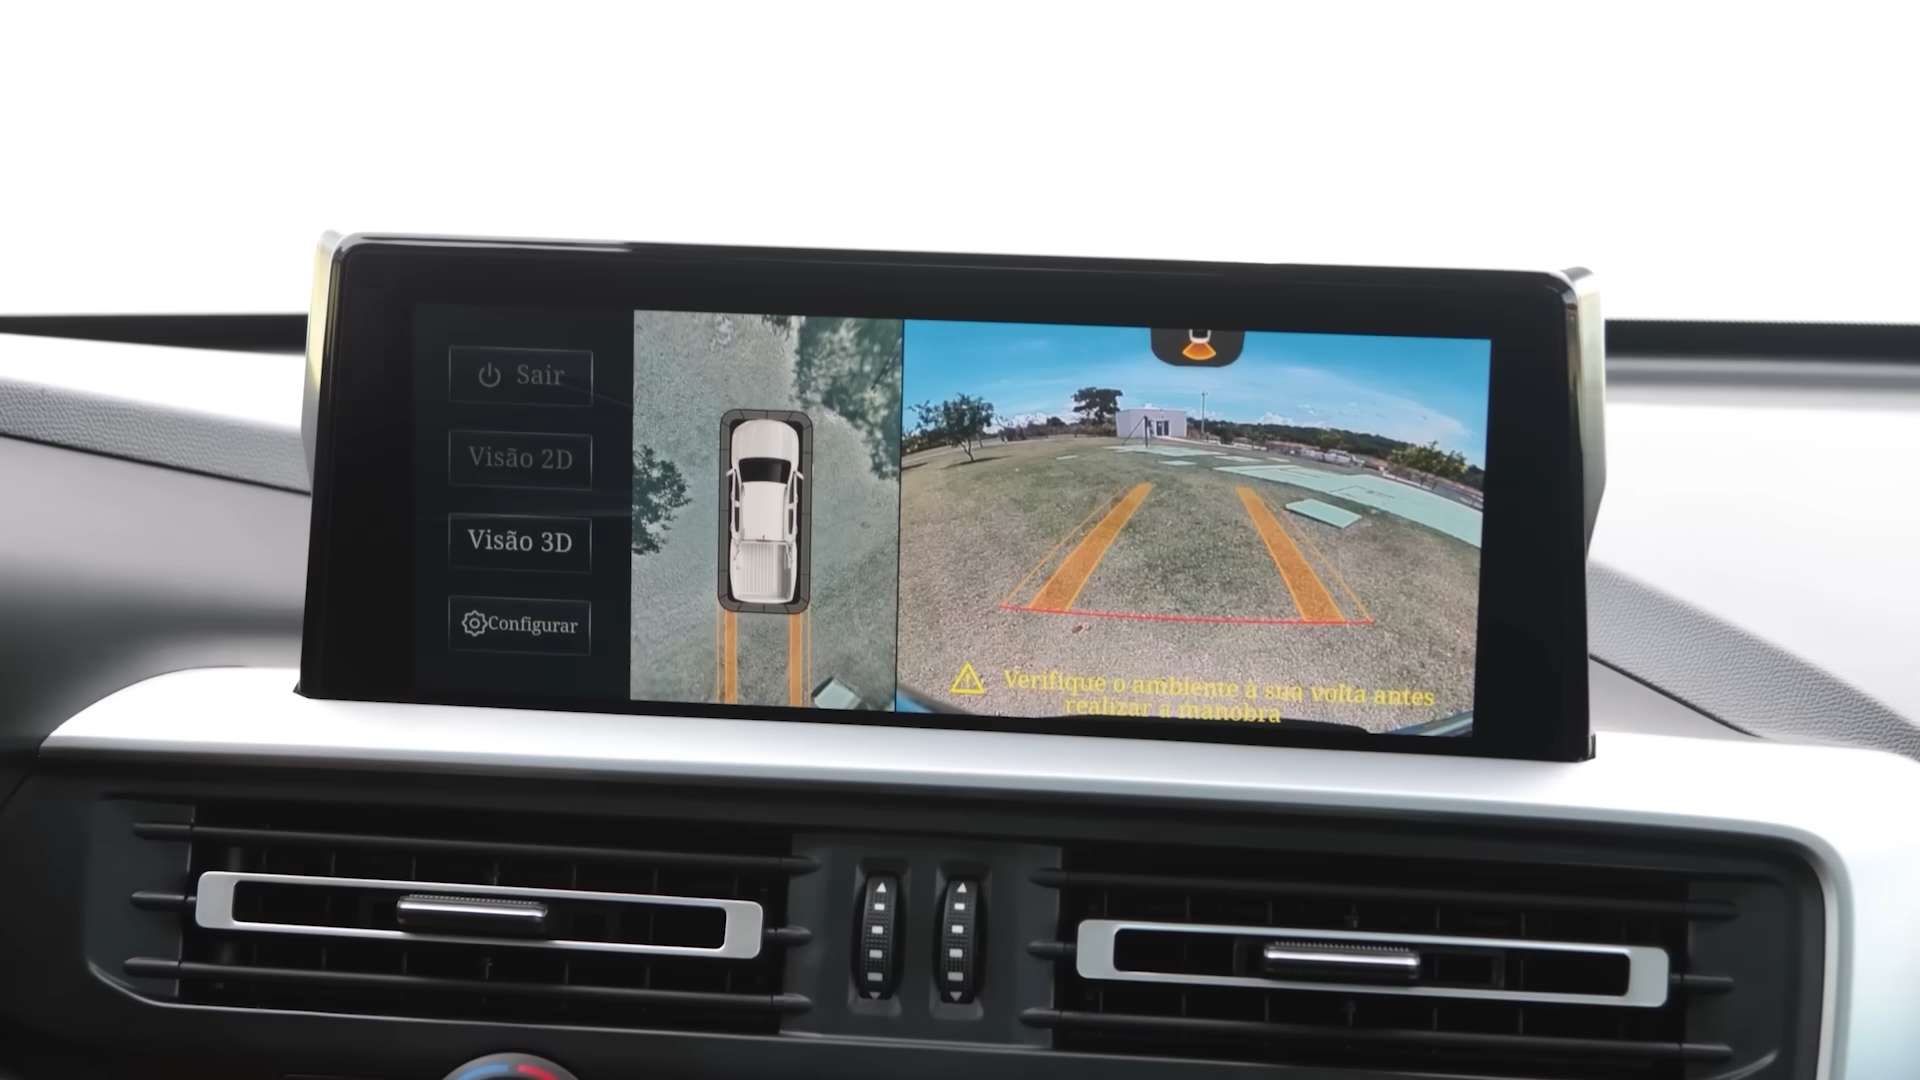 Sair
Visão 2D
Visão 3D
Configurar
Verifique o ambiente à sua volta antes
realizar a manobra